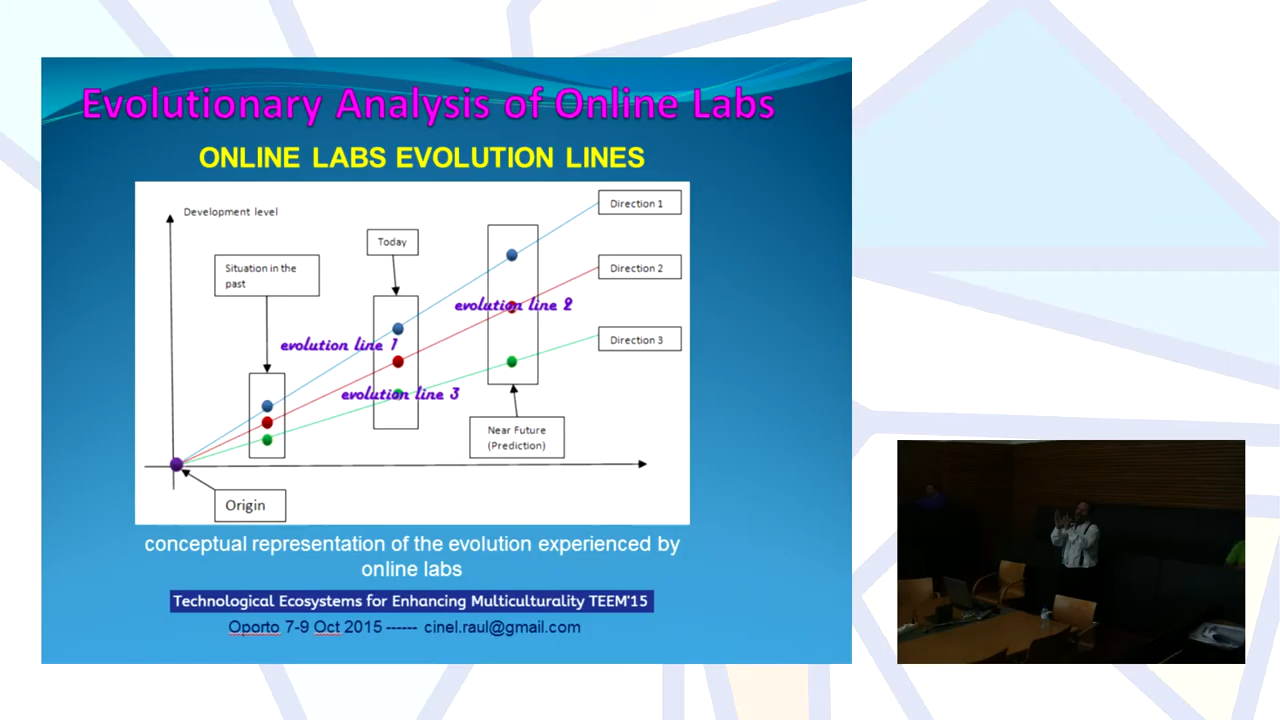 Evolutionary Analysis of Online Labs
ONLINE LABS EVOLUTION LINES
Development level
Direction 1
Today
Situation in the
past
Direction 2
evolution line 2
evolution line 1
Direction 3
evolution line 3
Near Future
(Prediction)
Origin
conceptual representation of the evolution experienced by
online labs
Technological Ecosystems for Enhancing Multiculturality TEEM'15
Oporto 7-9 Oct 2015 ------ cinel.raul@gmail.com